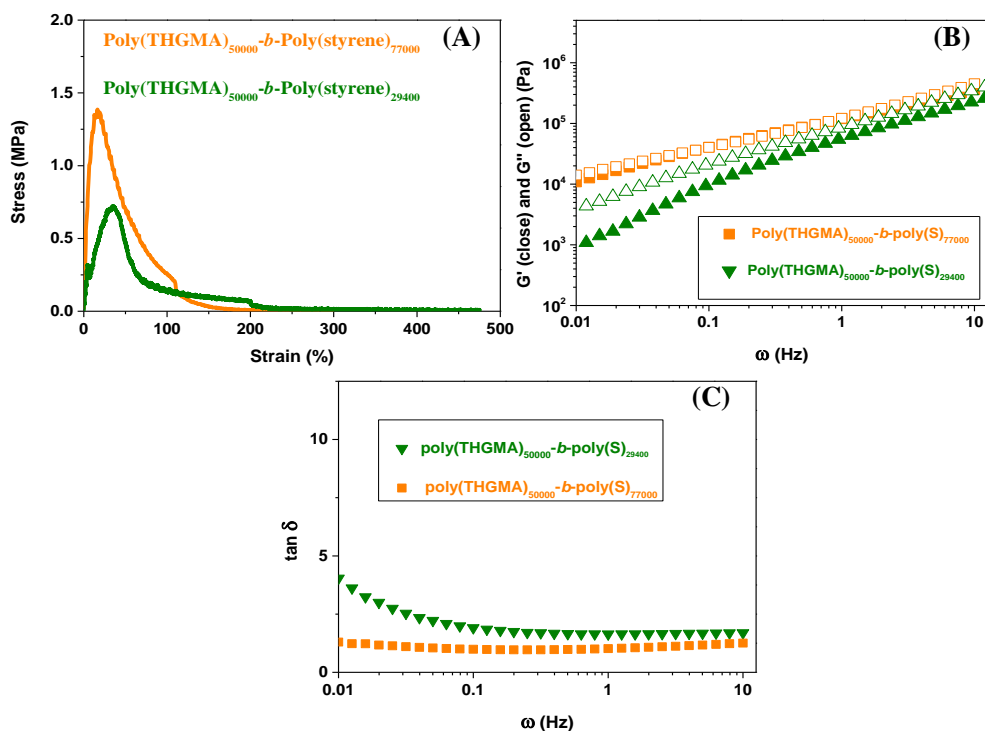 (A)
Poly(THGMA)50000-b-Poly(styrene)77000
Poly(THGMA)50000-b-Poly(styrene)29400
2.0
1.5
1.0
0.5
0.0
Stress (MPa)
0 100 200 300 400 500
Strain (%)
(B)
10^6
10^5
10^4
10^3
10^2
G' (close) and G" (open) (Pa)
Poly(THGMA)50000-b-poly(S)77000
Poly(THGMA)50000-b-poly(S)29400
0.01 0.1 1 10
ω (Hz)
(C)
poly(THGMA)50000-b-poly(S)29400
poly(THGMA)50000-b-poly(S)77000
10
5
0
tan δ
0.01 0.1 1 10
ω (Hz)